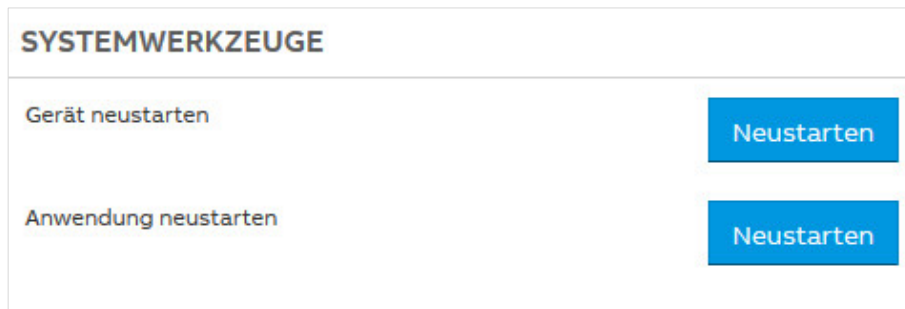 SYSTEMWERKZEUGE
Gerät neustarten
Neustarten
Anwendung neustarten
Neustarten